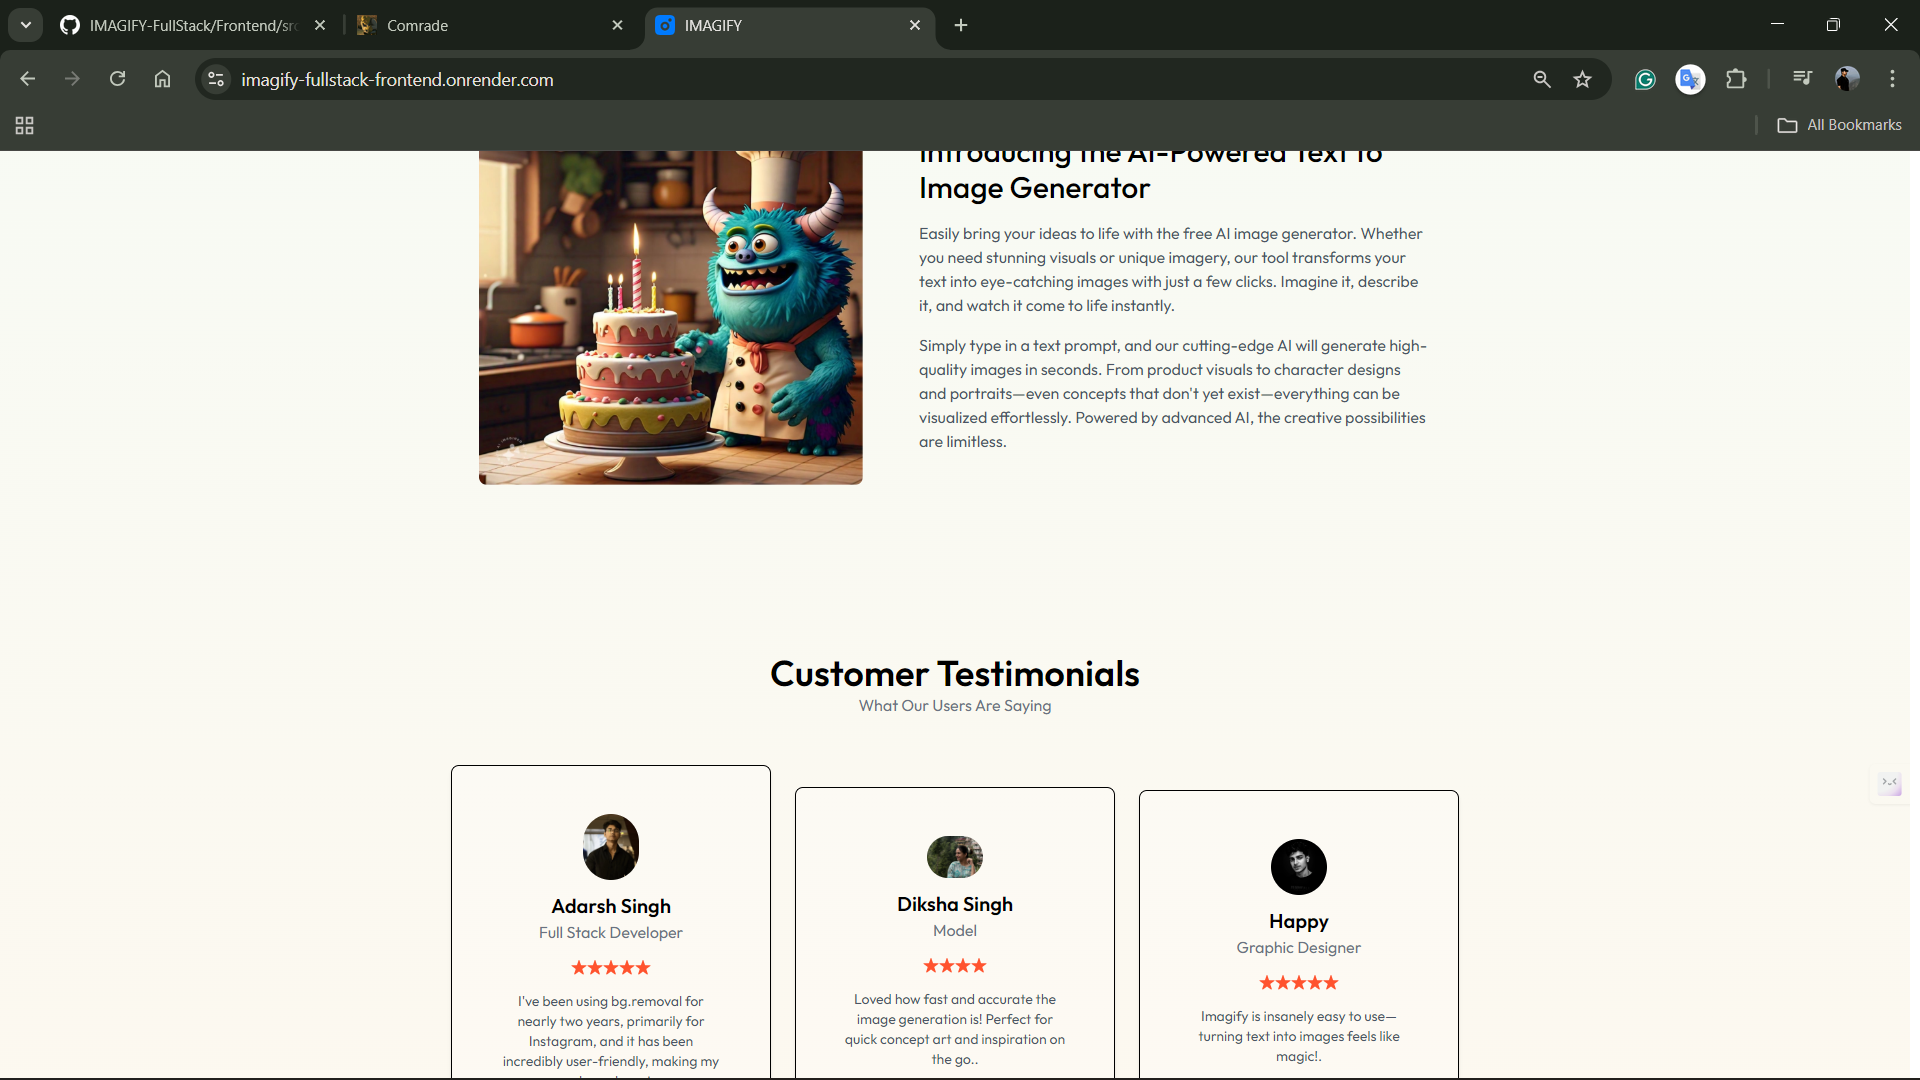 IMAGIFY-FullStack/Frontend/src
Comrade
IMAGIFY
imagify-fullstack-frontend.onrender.com
All Bookmarks
Introducing the AI-Powered Text to
Image Generator
Easily bring your ideas to life with the free AI image generator. Whether
you need stunning visuals or unique imagery, our tool transforms your
text into eye-catching images with just a few clicks. Imagine it, describe
it, and watch it come to life instantly.
Simply type in a text prompt, and our cutting-edge AI will generate high-
quality images in seconds. From product visuals to character designs
and portraits—even concepts that don't yet exist—everything can be
visualized effortlessly. Powered by advanced AI, the creative possibilities
are limitless.
Customer Testimonials
What Our Users Are Saying
Adarsh Singh
Full Stack Developer
I've been using bg.removal for
nearly two years, primarily for
Instagram, and it has been
incredibly user-friendly, making my
Diksha Singh
Model
Loved how fast and accurate the
image generation is! Perfect for
quick concept art and inspiration on
the go..
Happy
Graphic Designer
Imagify is insanely easy to use—
turning text into images feels like
magic!.